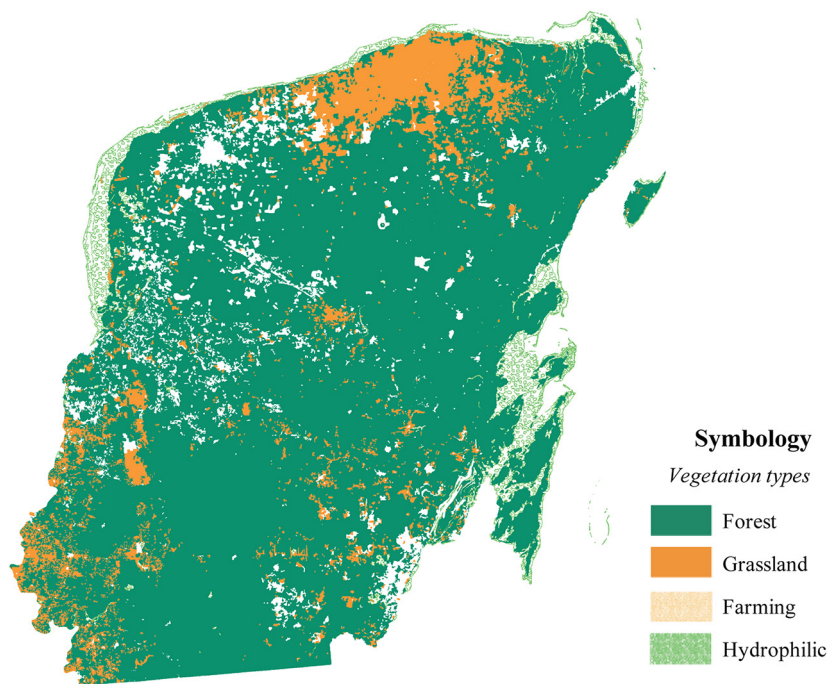 Symbology
Vegetation types
Forest
Grassland
Farming
Hydrophilic